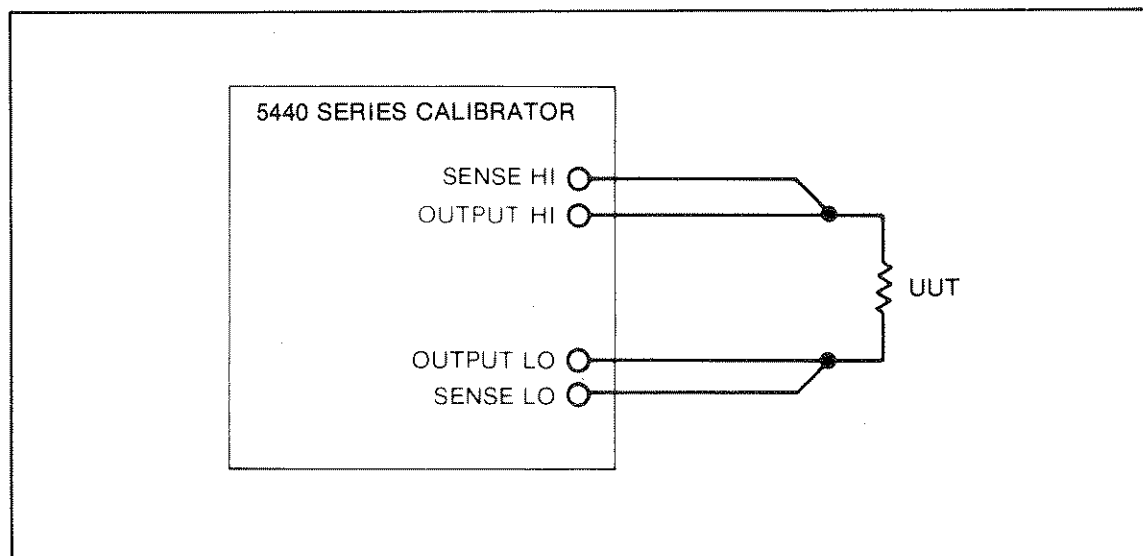 5440 SERIES CALIBRATOR
SENSE HI
OUTPUT HI
UUT
OUTPUT LO
SENSE LO